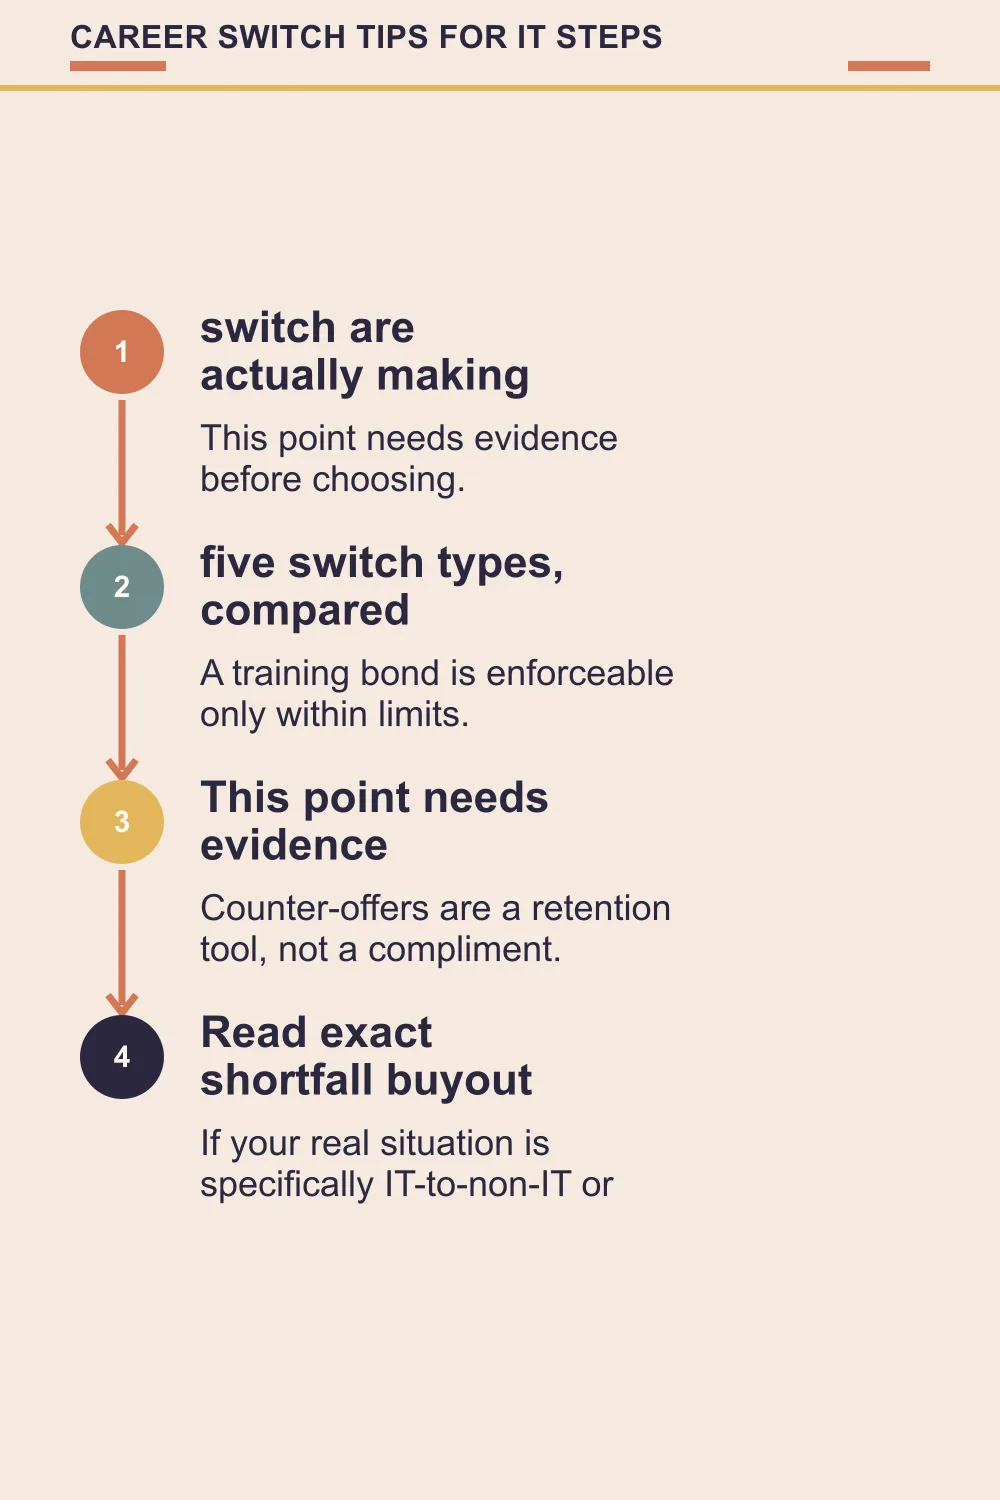 CAREER SWITCH TIPS FOR IT STEPS
1
switch are
actually making
This point needs evidence
before choosing.
2
five switch types,
compared
A training bond is enforceable
only within limits.
3
This point needs
evidence
Counter-offers are a retention
tool, not a compliment.
4
Read exact
shortfall buyout
If your real situation is
specifically IT-to-non-IT or